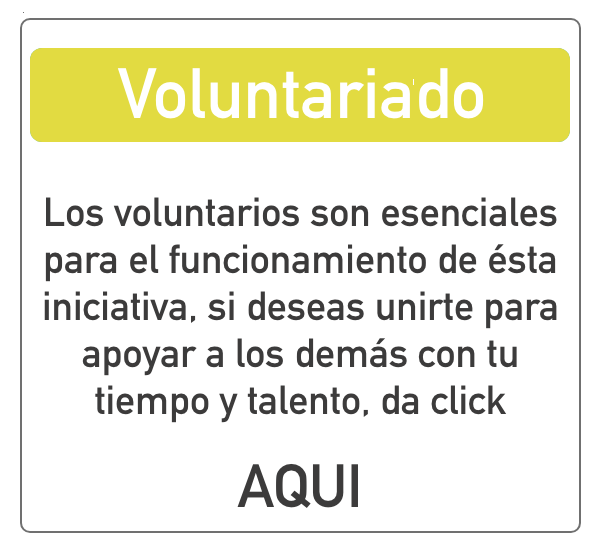 Voluntariado
Los voluntarios son esenciales
para el funcionamiento de ésta
iniciativa, si deseas unirte para
apoyar a los demás con tu
tiempo y talento, da click
AQUI